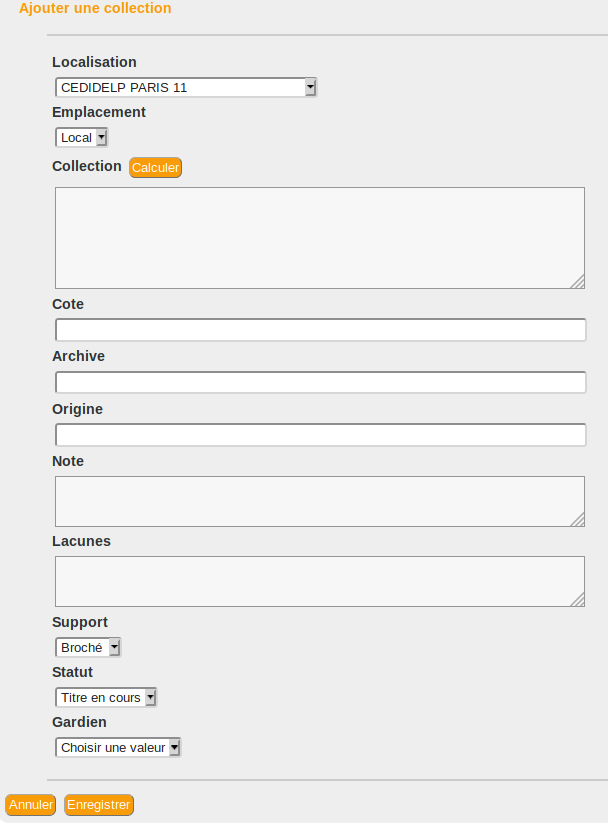 Ajouter une collection
Localisation
CEDIDELP PARIS 11
Emplacement
Local
Collection Calculer
Cote
Archive
Origine
Note
Lacunes
Support
Broché
Statut
Titre en cours
Gardien
Choisir une valeur
Annuler Enregistrer